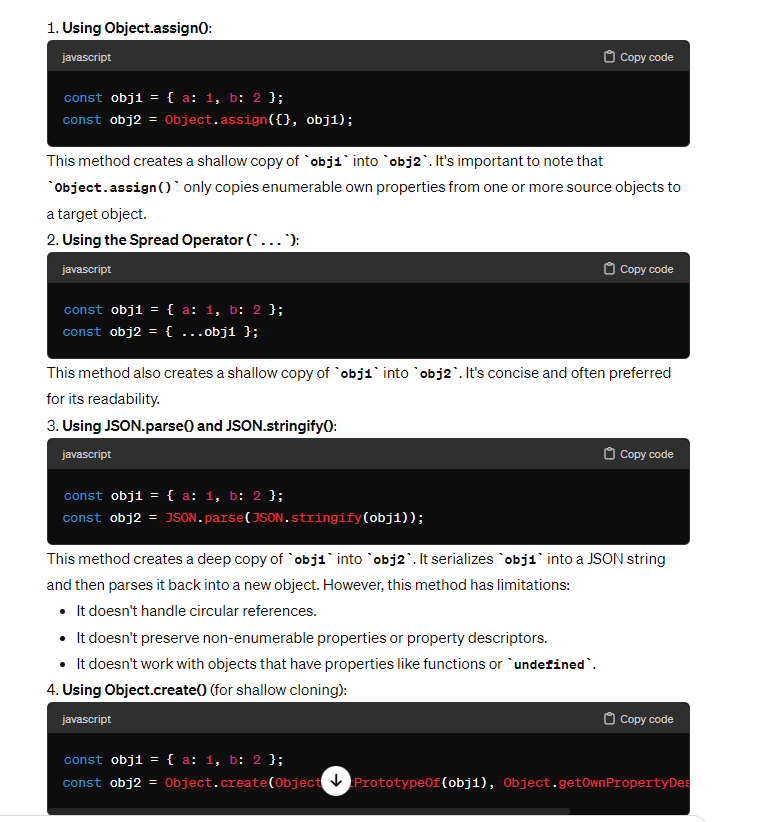 1. Using Object.assign():
javascript
Copy code
const obj1 = { a: 1, b: 2 };
const obj2 = Object.assign({}, obj1);
This method creates a shallow copy of `obj1` into `obj2`. It's important to note that
`Object.assign()` only copies enumerable own properties from one or more source objects to
a target object.
2. Using the Spread Operator (`...`):
javascript
Copy code
const obj1 = { a: 1, b: 2 };
const obj2 = { ...obj1 };
This method also creates a shallow copy of `obj1` into `obj2`. It's concise and often preferred
for its readability.
3. Using JSON.parse() and JSON.stringify():
javascript
Copy code
const obj1 = { a: 1, b: 2 };
const obj2 = JSON.parse(JSON.stringify(obj1));
This method creates a deep copy of `obj1` into `obj2`. It serializes `obj1` into a JSON string
and then parses it back into a new object. However, this method has limitations:
• It doesn't handle circular references.
• It doesn't preserve non-enumerable properties or property descriptors.
• It doesn't work with objects that have properties like functions or `undefined`.
4. Using Object.create() (for shallow cloning):
javascript
Copy code
const obj1 = { a: 1, b: 2 };
const obj2 = Object.create(Object PrototypeOf(obj1), Object.getOwnPropertyDes